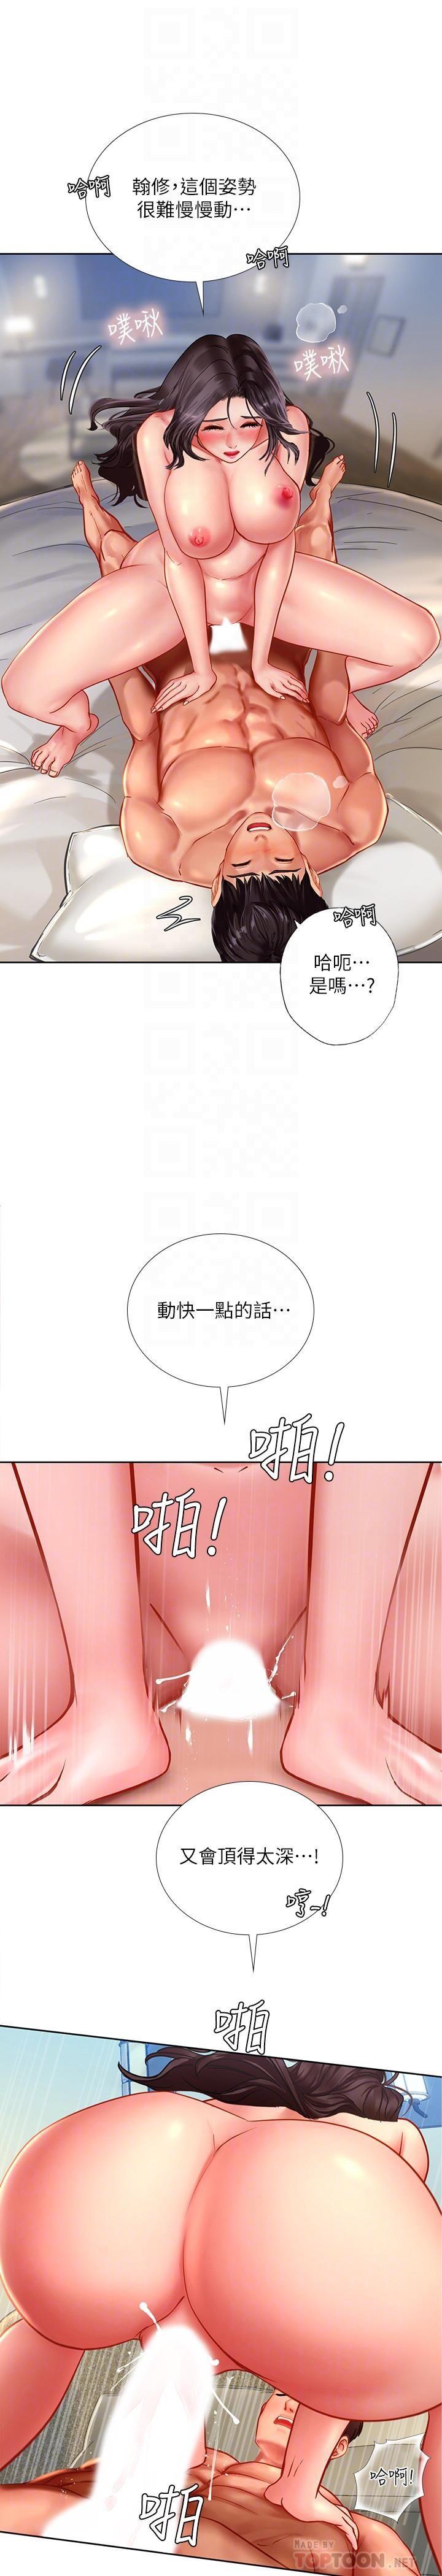 哈啊
翰修，這個姿勢
很難慢慢動⋯
哈啊
噗啾
噗啾
哈啊
哈呃⋯
是嗎⋯?
動快一點的話⋯
啪!
啪!
又會頂得太深⋯!
哼~!
啪
哈啊!
啪
MADE BY
TOPTOON.NET